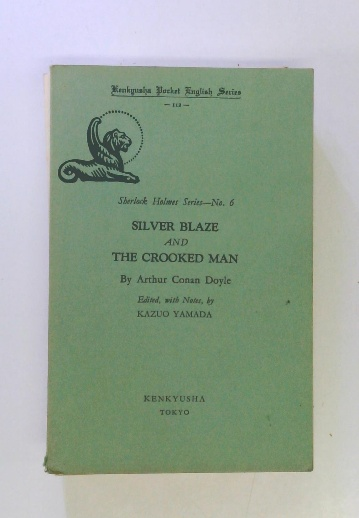 Kenkyusha Pocket English Series
— 113 —
Sherlock Holmes Series—No. 6
SILVER BLAZE
AND
THE CROOKED MAN
By Arthur Conan Doyle
Edited, with Notes, by
KAZUO YAMADA
KENKYUSHA
TOKYO